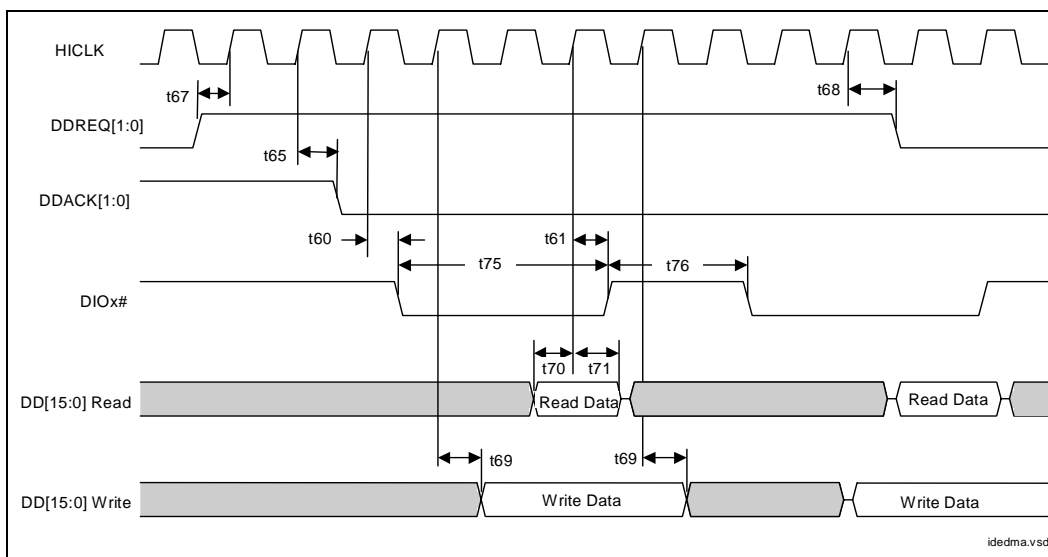 HICLK
t67
t68
DDREQ[1:0]
t65
DDACK[1:0]
t60
t61
t75
t76
DIOx#
t70
t71
DD[15:0] Read
Read Data
Read Data
t69
t69
DD[15:0] Write
Write Data
Write Data
idedma.vsd